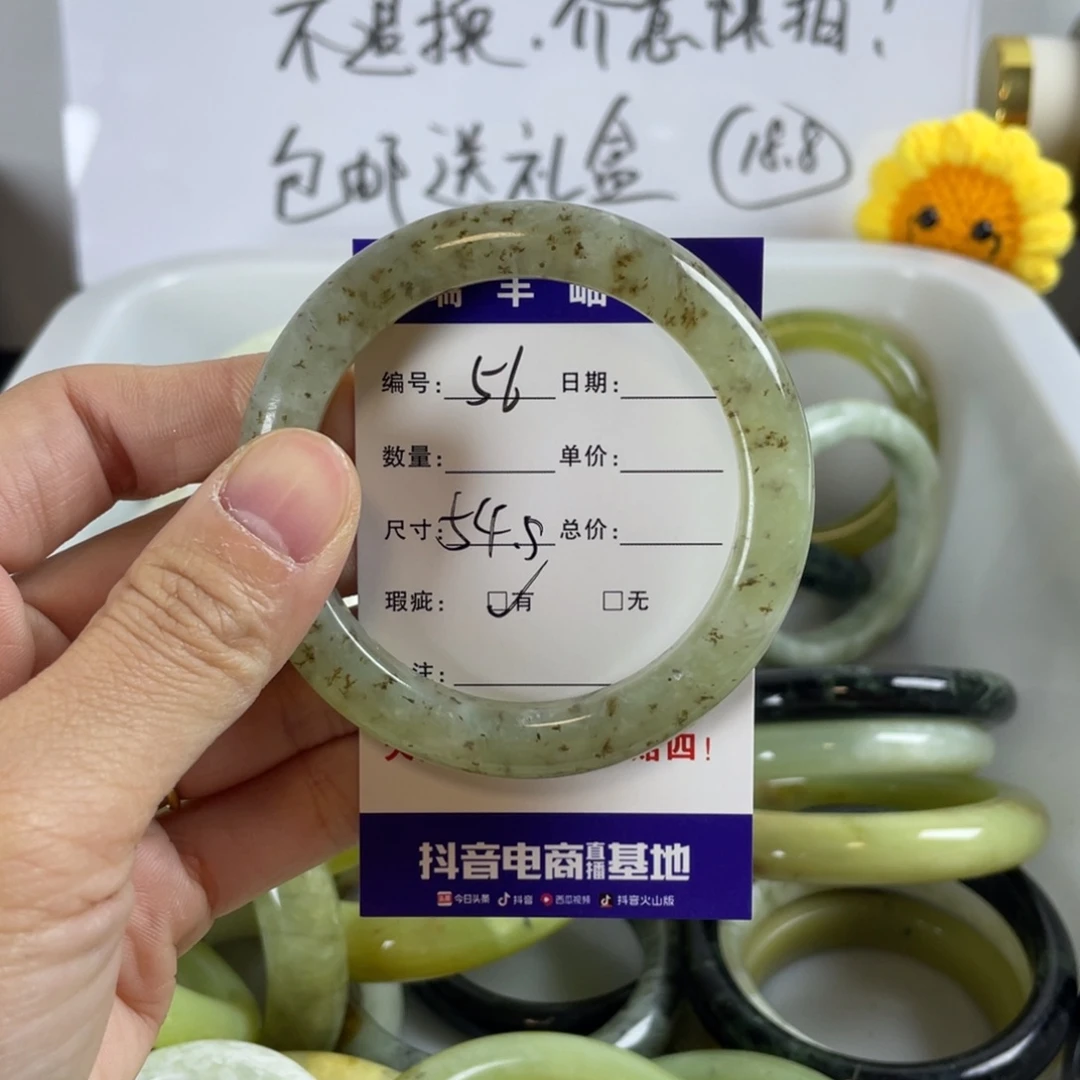 不退换，介意慎拍！
包邮送礼盒 18.8
丰
编号：56 日期：
数量： 单价：
尺寸：54.5 总价：
瑕疵： ☑有 □无
注：
四！
抖音电商直播基地
今日头条 抖音 西瓜视频 抖音火山版